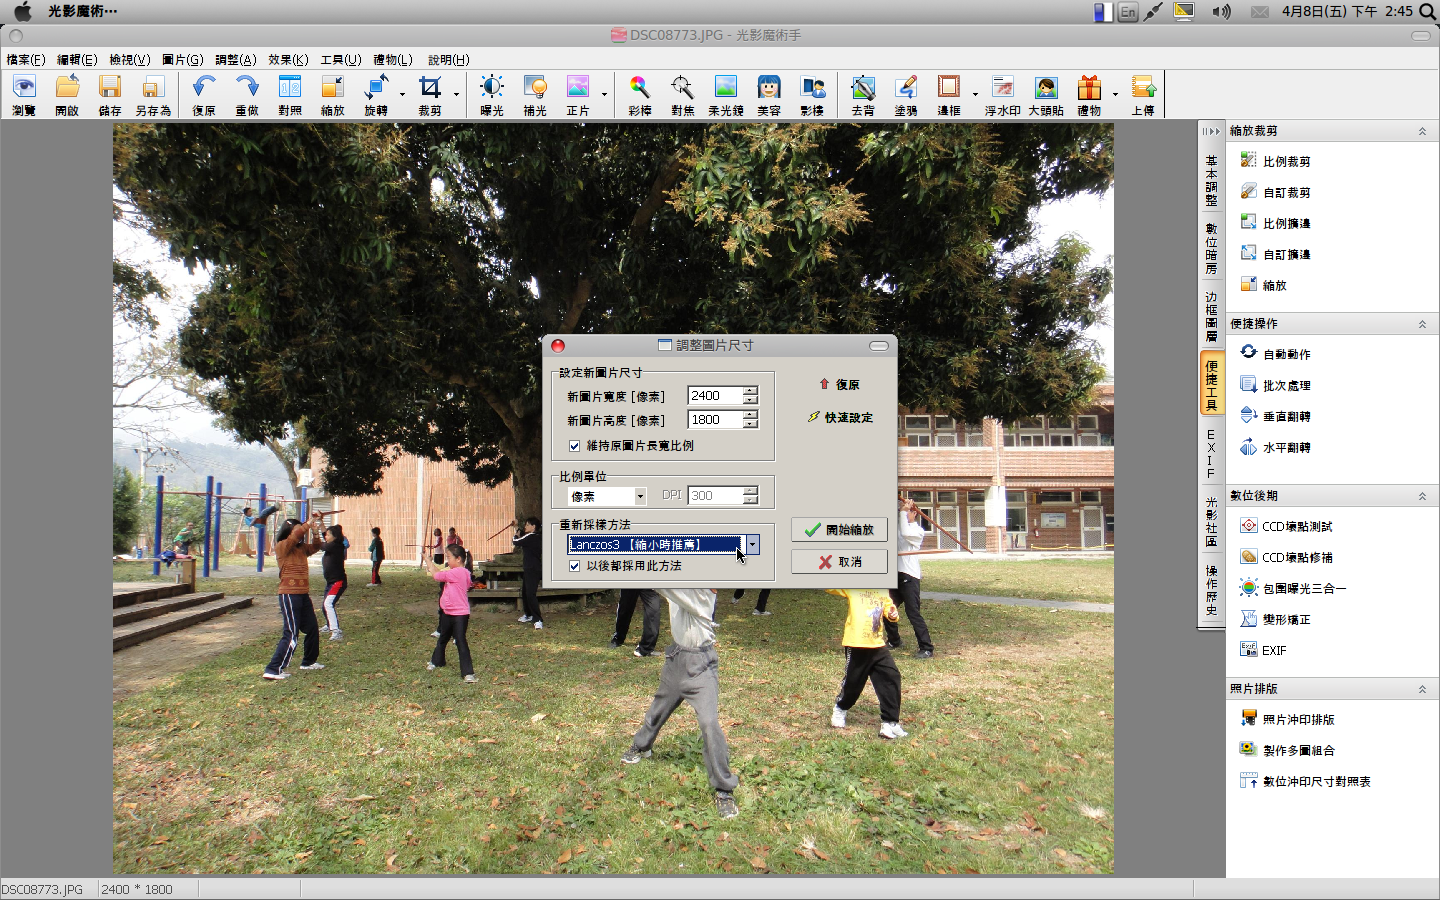 光影魔術⋯
En
4月8日(五) 下午 2:45
DSC08773.JPG - 光影魔術手
檔案(F) 編輯(E) 檢視(V) 圖片(G) 調整(A) 效果(K) 工具(U) 禮物(L) 說明(H)
瀏覽 開啟 儲存 另存為 復原 重做 對照 縮放 旋轉 裁剪 曝光 補光 正片 彩棒 對焦 柔光鏡 美容 影樓 去背 塗鴉 邊框 浮水印 大頭貼 禮物 上傳
基本調整
數位暗房
边框圖層
便捷工具
EXIF
光影社區
操作歷史
縮放裁剪
比例裁剪
自訂裁剪
比例擴邊
自訂擴邊
縮放
便捷操作
自動動作
批次處理
垂直翻轉
水平翻轉
數位後期
CCD壞點測試
CCD壞點修補
包圍曝光三合一
變形矯正
EXIF
照片排版
照片沖印排版
製作多圖組合
數位沖印尺寸對照表
調整圖片尺寸
設定新圖片尺寸
新圖片寬度 [像素] 2400
新圖片高度 [像素] 1800
維持原圖片長寬比例
比例單位
像素 DPI 300
重新採樣方法
Lanczos3 【縮小時推薦】
以後都採用此方法
復原
快速設定
開始縮放
取消
DSC08773.JPG 2400 * 1800